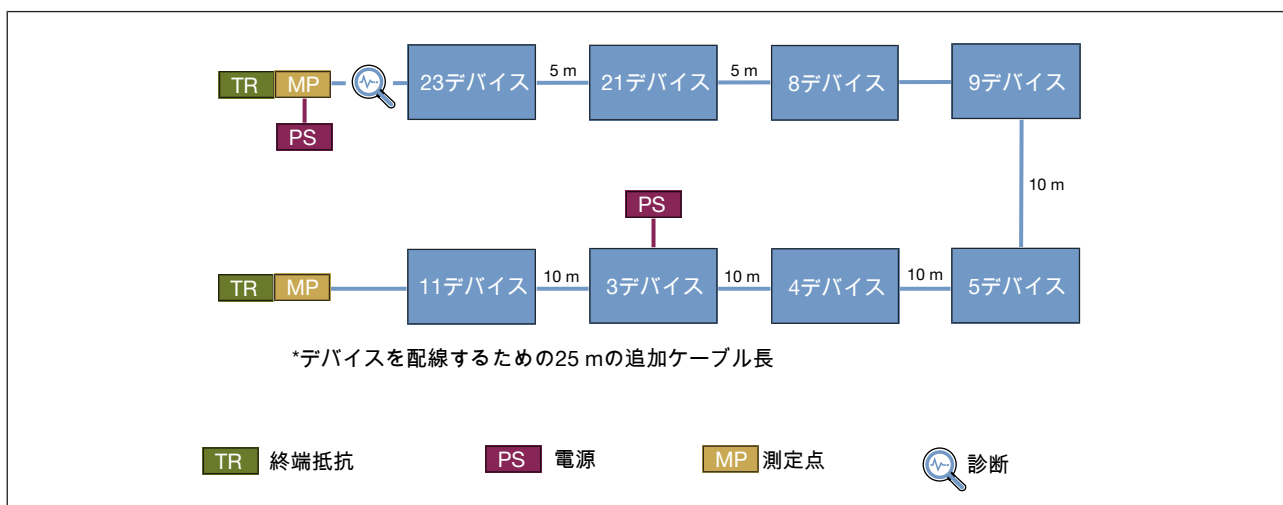 TR MP 23デバイス 5 m 21デバイス 5 m 8デバイス 9デバイス
PS
10 m
PS
TR MP 11デバイス 10 m 3デバイス 10 m 4デバイス 10 m 5デバイス
*デバイスを配線するための25 mの追加ケーブル長
TR 終端抵抗 PS 電源 MP 測定点 診断